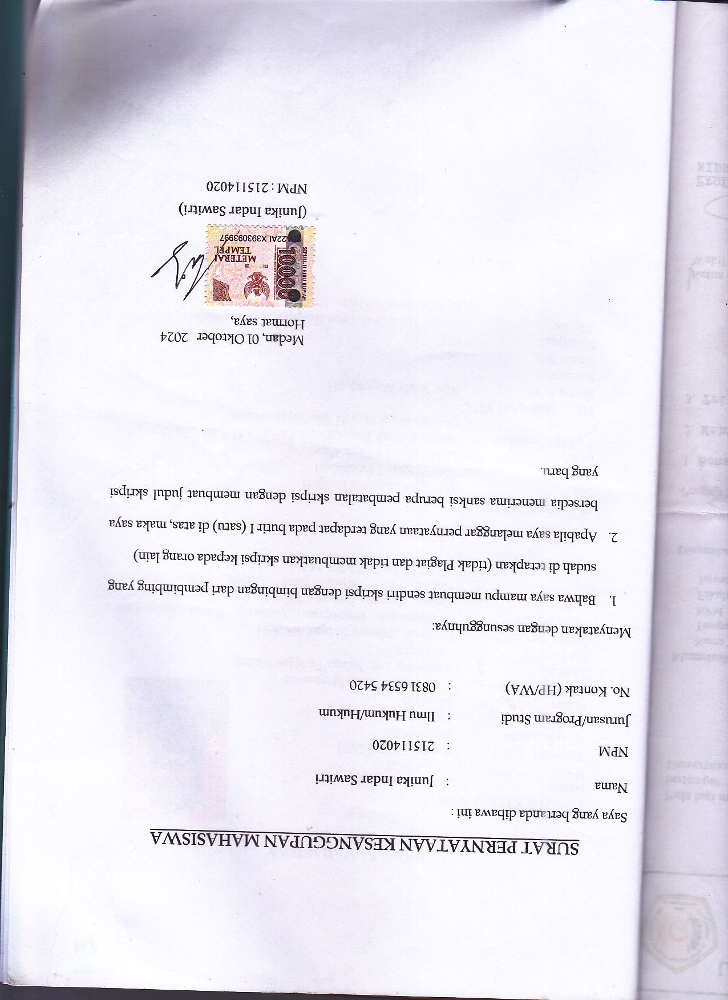 SURAT PERNYATAAN KESANGGUPAN MAHASISWA
Saya yang bertanda dibawa ini :
Nama : Junika Indar Sawitri
NPM : 215114020
Jurusan/Program Studi : Ilmu Hukum/Hukum
No. Kontak (HP/WA) : 0831 6534 5420
Menyatakan dengan sesungguhnya:
1. Bahwa saya mampu membuat sendiri skripsi dengan bimbingan dari pembimbing yang
sudah di tetapkan (tidak Plagiat dan tidak membuatkan skripsi kepada orang lain)
2. Apabila saya melanggar pernyataan yang terdapat pada butir I (satu) di atas, maka saya
bersedia menerima sanksi berupa pembatalan skripsi dengan membuat judul skripsi
yang baru.
Medan, 01 Oktober 2024
Hormat saya,
SEPULUH RIBU RUPIAH
10000
TGL 20
METERAI
TEMPEL
A22ALX393093997
(Junika Indar Sawitri)
NPM : 215114020